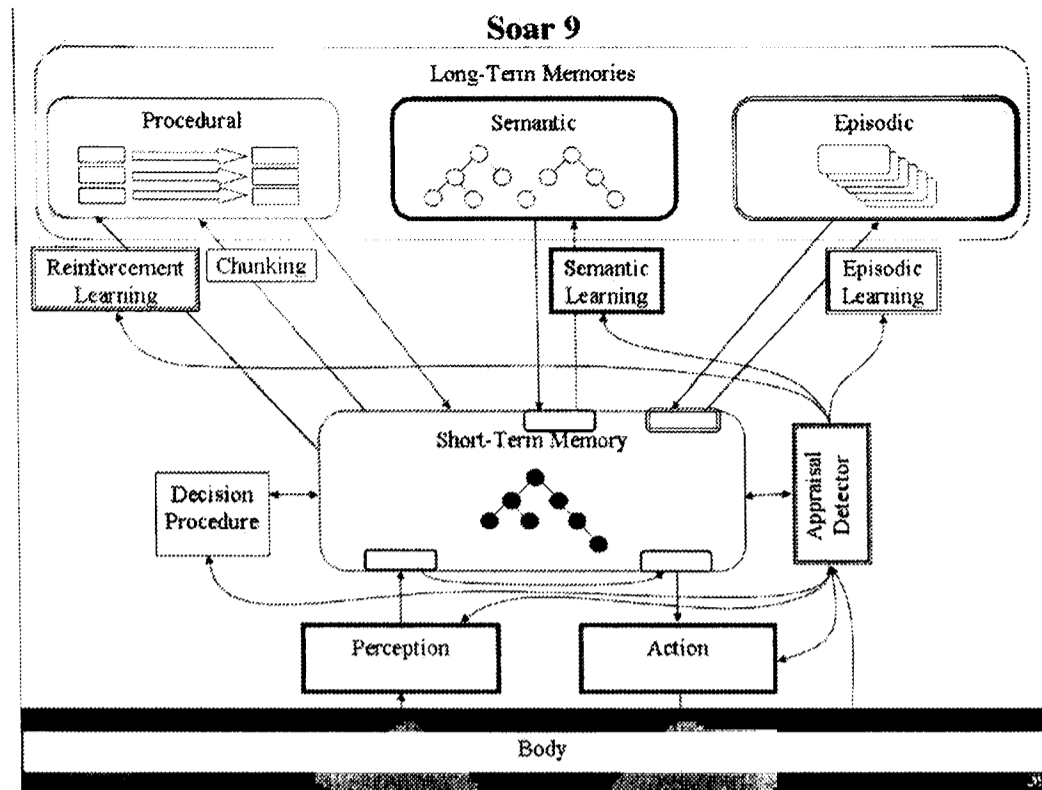 Soar 9
Long-Term Memories
Procedural
Semantic
Episodic
Reinforcement
Learning
Chunking
Semantic
Learning
Episodic
Learning
Short-Term Memory
Decision
Procedure
Appraisal
Detector
Perception
Action
Body
39